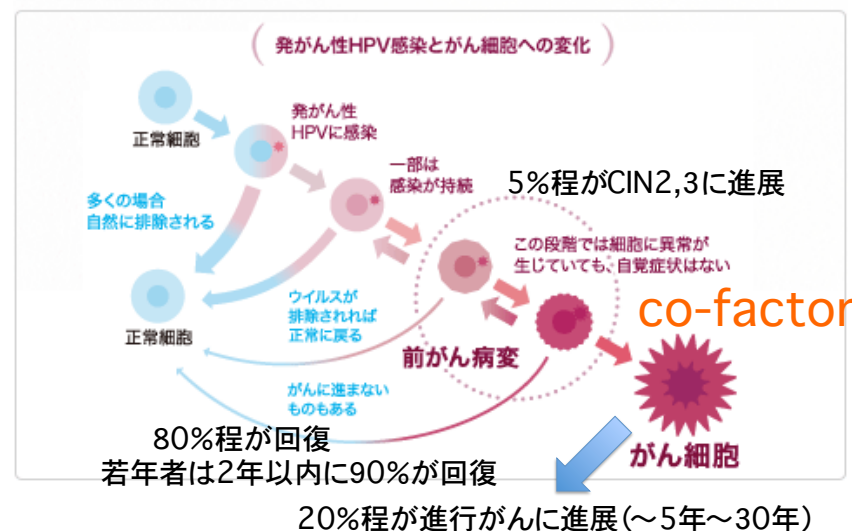 発がん性HPV感染とがん細胞への変化
正常細胞
発がん性
HPVに感染
一部は
感染が持続
5%程がCIN2,3に進展
多くの場合
自然に排除される
この段階では細胞に異常が
生じていても、自覚症状はない
正常細胞
ウイルスが
排除されれば
正常に戻る
co-factor
前がん病変
がんに進まない
ものもある
がん細胞
80%程が回復
若年者は2年以内に90%が回復
20%程が進行がんに進展(〜5年〜30年)